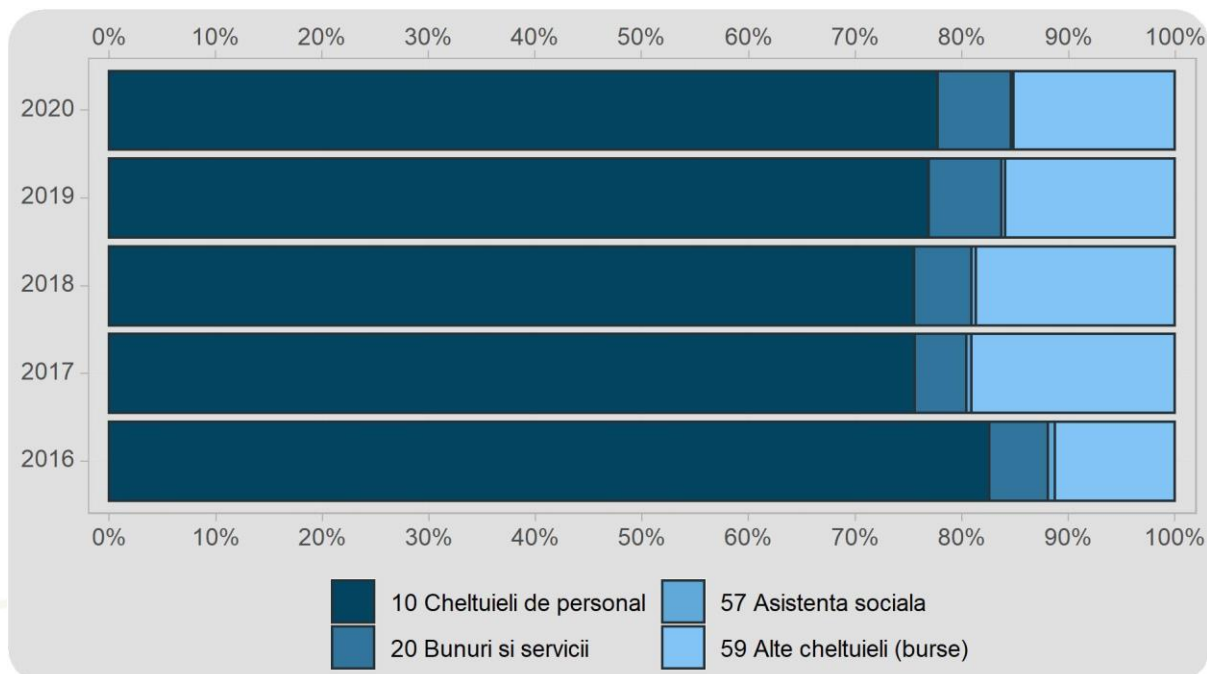 0% 10% 20% 30% 40% 50% 60% 70% 80% 90% 100%
2020
2019
2018
2017
2016
0% 10% 20% 30% 40% 50% 60% 70% 80% 90% 100%
10 Cheltuieli de personal 57 Asistenta sociala
20 Bunuri si servicii 59 Alte cheltuieli (burse)